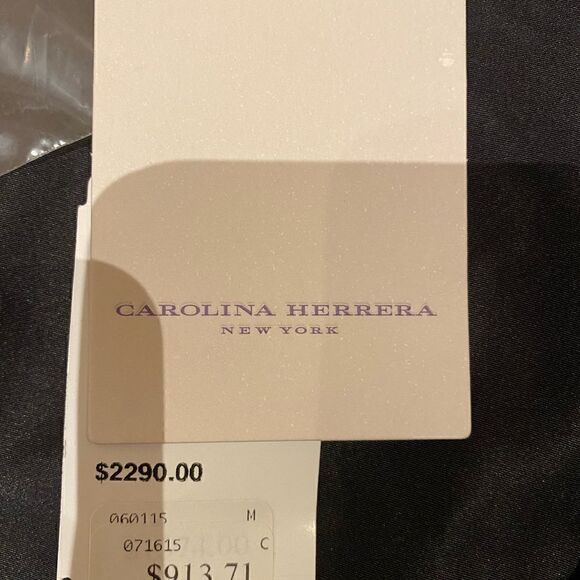 CAROLINA HERRERA
NEW YORK
$2290.00
060115 M
071615 C
$913.71